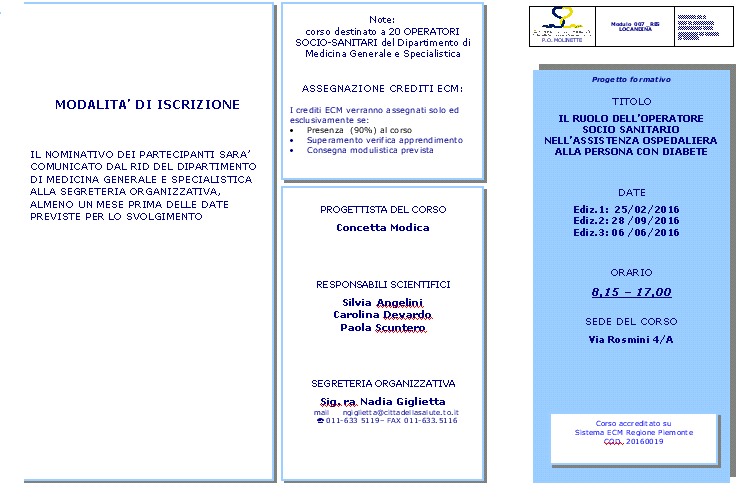 MODALITA’ DI ISCRIZIONE
IL NOMINATIVO DEI PARTECIPANTI SARA’
COMUNICATO DAL RID DEL DIPARTIMENTO
DI MEDICINA GENERALE E SPECIALISTICA
ALLA SEGRETERIA ORGANIZZATIVA,
ALMENO UN MESE PRIMA DELLE DATE
PREVISTE PER LO SVOLGIMENTO
Note:
corso destinato a 20 OPERATORI
SOCIO-SANITARI del Dipartimento di
Medicina Generale e Specialistica
ASSEGNAZIONE CREDITI ECM:
I crediti ECM verranno assegnati solo ed
esclusivamente se:
• Presenza (90%) al corso
• Superamento verifica apprendimento
• Consegna modulistica prevista
PROGETTISTA DEL CORSO
Concetta Modica
RESPONSABILI SCIENTIFICI
Silvia Angelini
Carolina Devardo
Paola Scuntero
SEGRETERIA ORGANIZZATIVA
Sig.ra Nadia Giglietta
mail ngiglietta@cittadellasalute.to.it
☎ 011-633 5119– FAX 011-633.5116
P.O. MOLINETTE
Modulo 007_RI5
LOCANDINA
Progetto formativo
TITOLO
IL RUOLO DELL’OPERATORE
SOCIO SANITARIO
NELL’ASSISTENZA OSPEDALIERA
ALLA PERSONA CON DIABETE
DATE
Ediz.1: 25/02/2016
Ediz.2: 28 /09/2016
Ediz.3: 06 /06/2016
ORARIO
8,15 – 17,00
SEDE DEL CORSO
Via Rosmini 4/A
Corso accreditato su
Sistema ECM Regione Piemonte
COD. 20160019